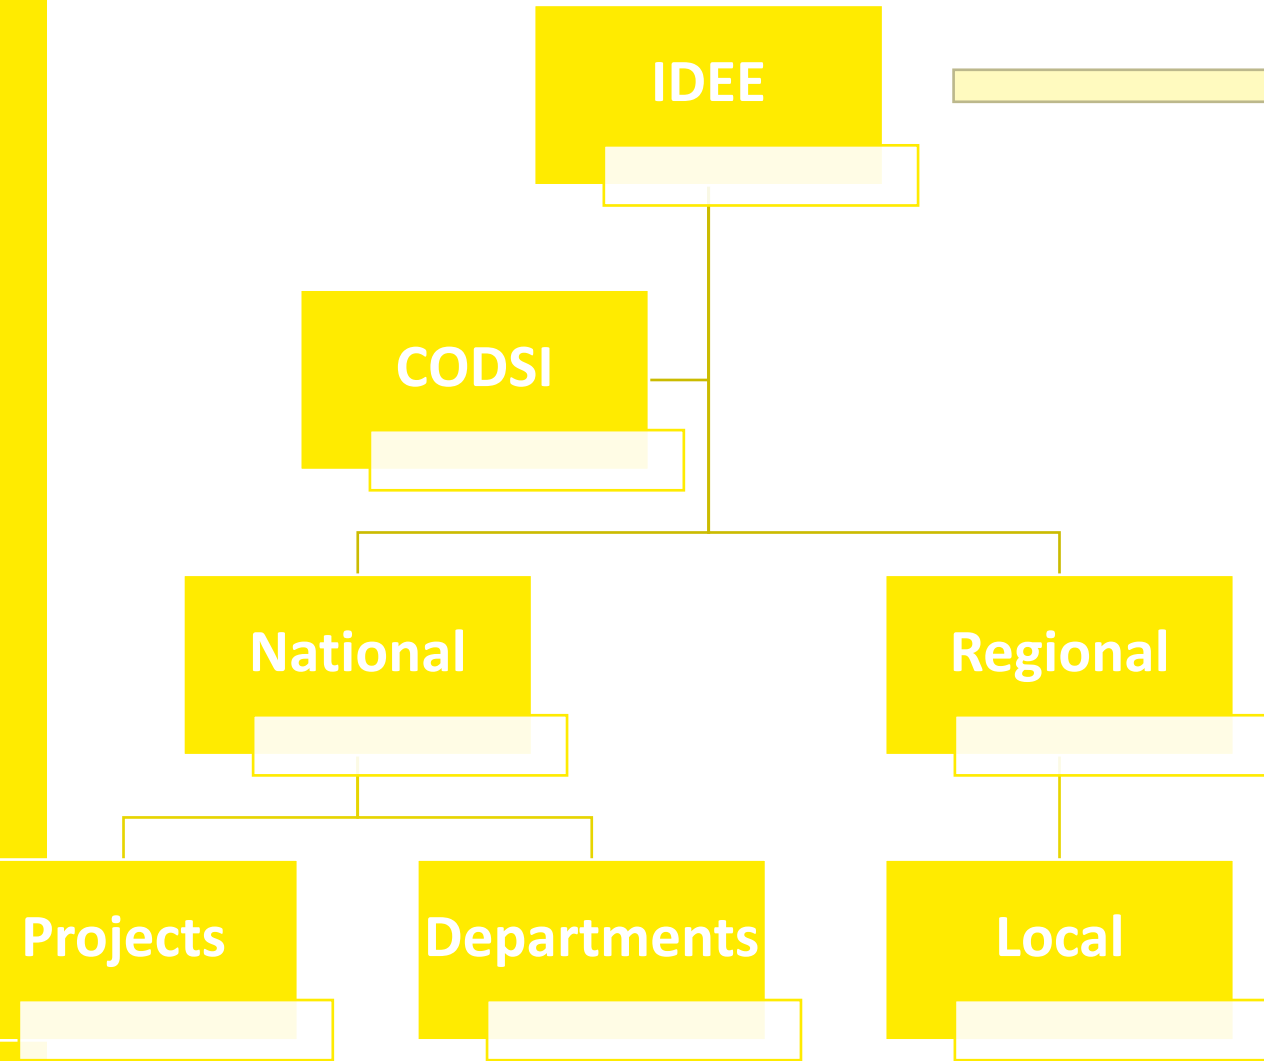 IDEE
CODSI
National
Regional
Projects
Departments
Local